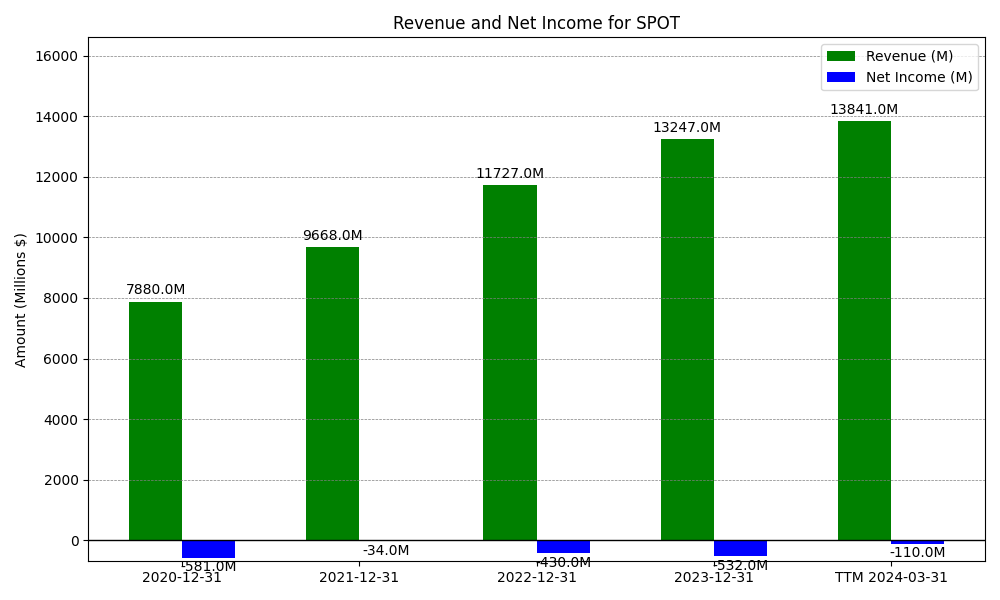 Revenue and Net Income for SPOT
Revenue (M)
Net Income (M)
Amount (Millions $)
16000
14000
12000
10000
8000
6000
4000
2000
0
7880.0M
9668.0M
11727.0M
13247.0M
13841.0M
-581.0M
-34.0M
-430.0M
-532.0M
-110.0M
2020-12-31
2021-12-31
2022-12-31
2023-12-31
TTM 2024-03-31